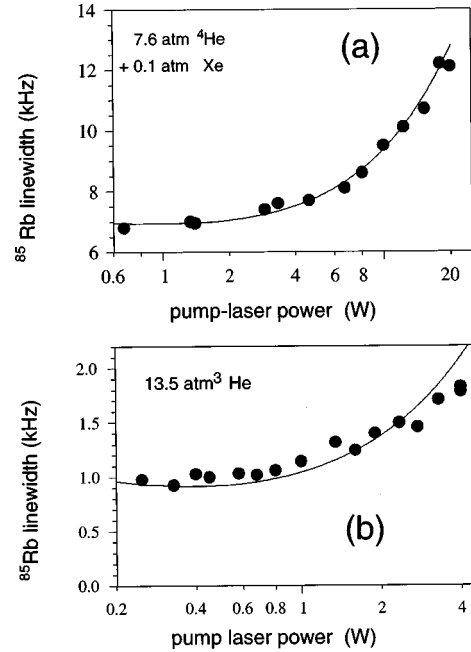 14
12
10
8
6
⁸⁵Rb linewidth (kHz)
7.6 atm ⁴He
+ 0.1 atm Xe
(a)
0.6 1 2 4 6 8 20
pump-laser power (W)
2.0
1.5
1.0
0.5
0.0
⁸⁵Rb linewidth (kHz)
13.5 atm³ He
(b)
0.2 0.4 0.6 0.8 1 2 4
pump laser power (W)